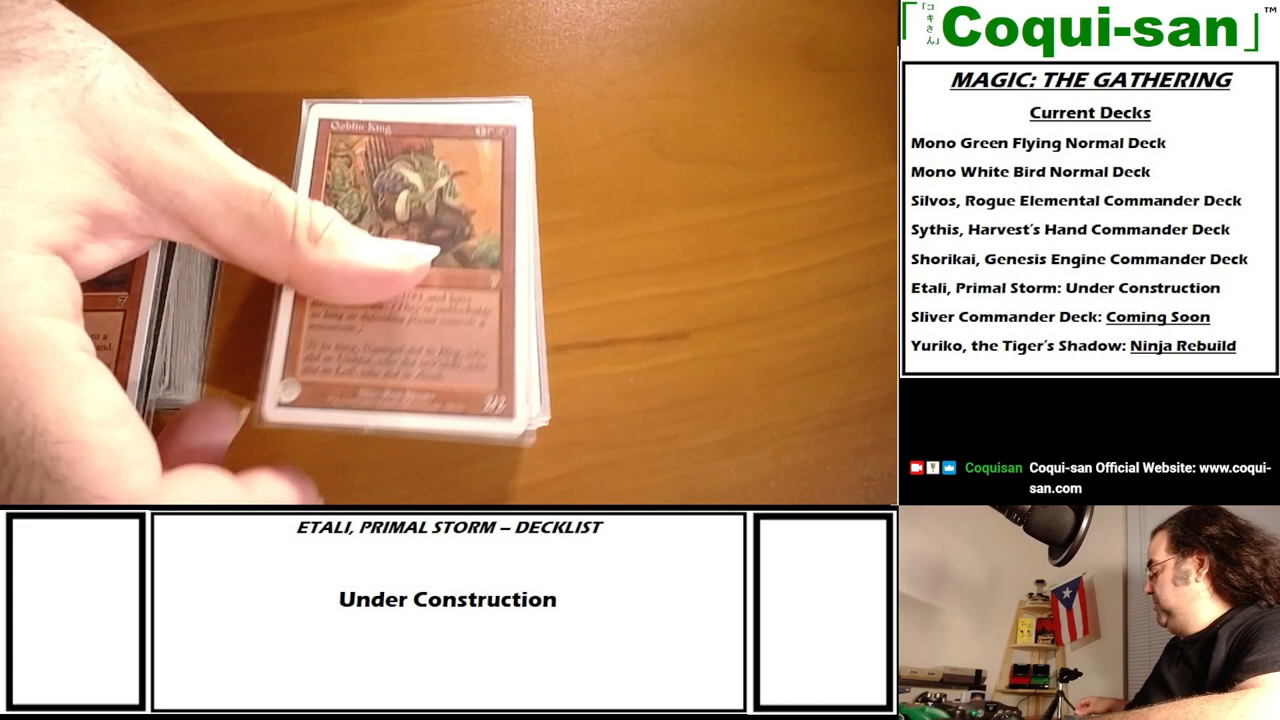 「コキさん」Coqui-san」™
MAGIC: THE GATHERING
Current Decks
Mono Green Flying Normal Deck
Mono White Bird Normal Deck
Silvos, Rogue Elemental Commander Deck
Sythis, Harvest's Hand Commander Deck
Shorikai, Genesis Engine Commander Deck
Etali, Primal Storm: Under Construction
Sliver Commander Deck: Coming Soon
Yuriko, the Tiger's Shadow: Ninja Rebuild
Coquisan Coqui-san Official Website: www.coqui-
san.com
Goblin King
2/2
7
ETALI, PRIMAL STORM – DECKLIST
Under Construction